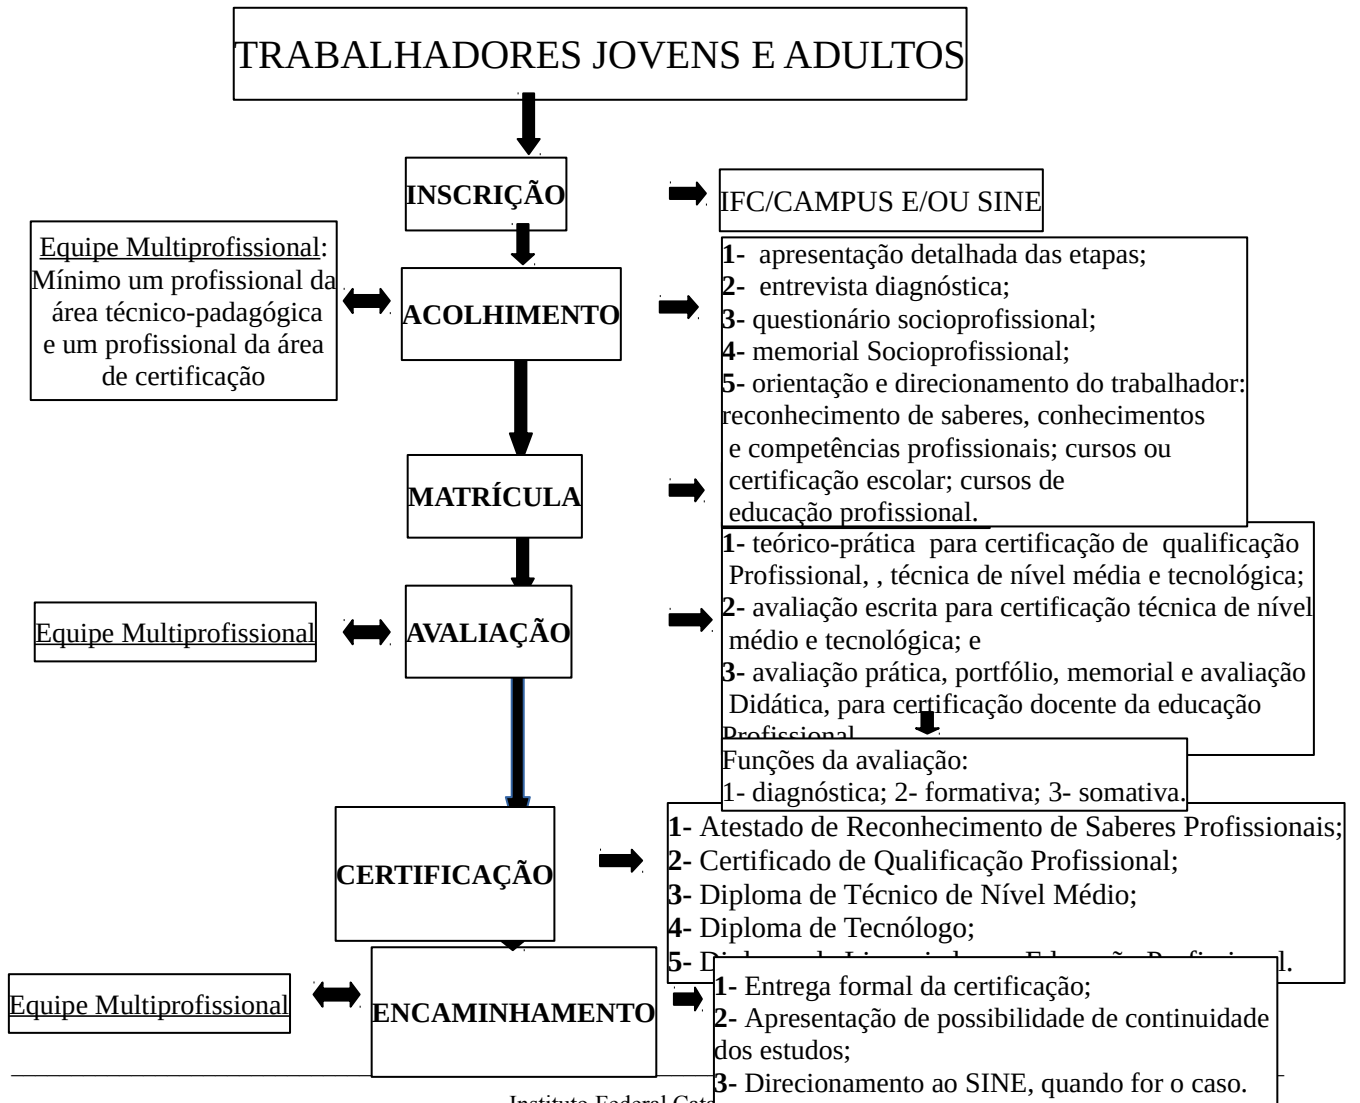 TRABALHADORES JOVENS E ADULTOS
INSCRIÇÃO
IFC/CAMPUS E/OU SINE
Equipe Multiprofissional:
Mínimo um profissional da
área técnico-padagógica
e um profissional da área
de certificação
ACOLHIMENTO
1- apresentação detalhada das etapas;
2- entrevista diagnóstica;
3- questionário socioprofissional;
4- memorial Socioprofissional;
5- orientação e direcionamento do trabalhador:
reconhecimento de saberes, conhecimentos
e competências profissionais; cursos ou
certificação escolar; cursos de
educação profissional.
MATRÍCULA
Equipe Multiprofissional
AVALIAÇÃO
1- teórico-prática para certificação de qualificação
Profissional, , técnica de nível média e tecnológica;
2- avaliação escrita para certificação técnica de nível
médio e tecnológica; e
3- avaliação prática, portfólio, memorial e avaliação
Didática, para certificação docente da educação
Profissional
Funções da avaliação:
1- diagnóstica; 2- formativa; 3- somativa.
CERTIFICAÇÃO
1- Atestado de Reconhecimento de Saberes Profissionais;
2- Certificado de Qualificação Profissional;
3- Diploma de Técnico de Nível Médio;
4- Diploma de Tecnólogo;
5-
Equipe Multiprofissional
ENCAMINHAMENTO
1- Entrega formal da certificação;
2- Apresentação de possibilidade de continuidade
dos estudos;
3- Direcionamento ao SINE, quando for o caso.
Instituto Federal